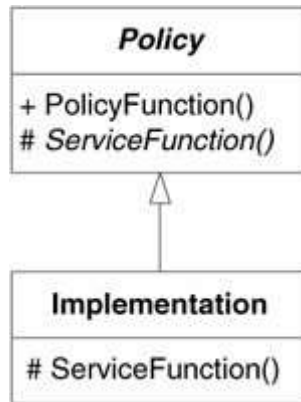 Policy
+ PolicyFunction()
# ServiceFunction()
Implementation
# ServiceFunction()